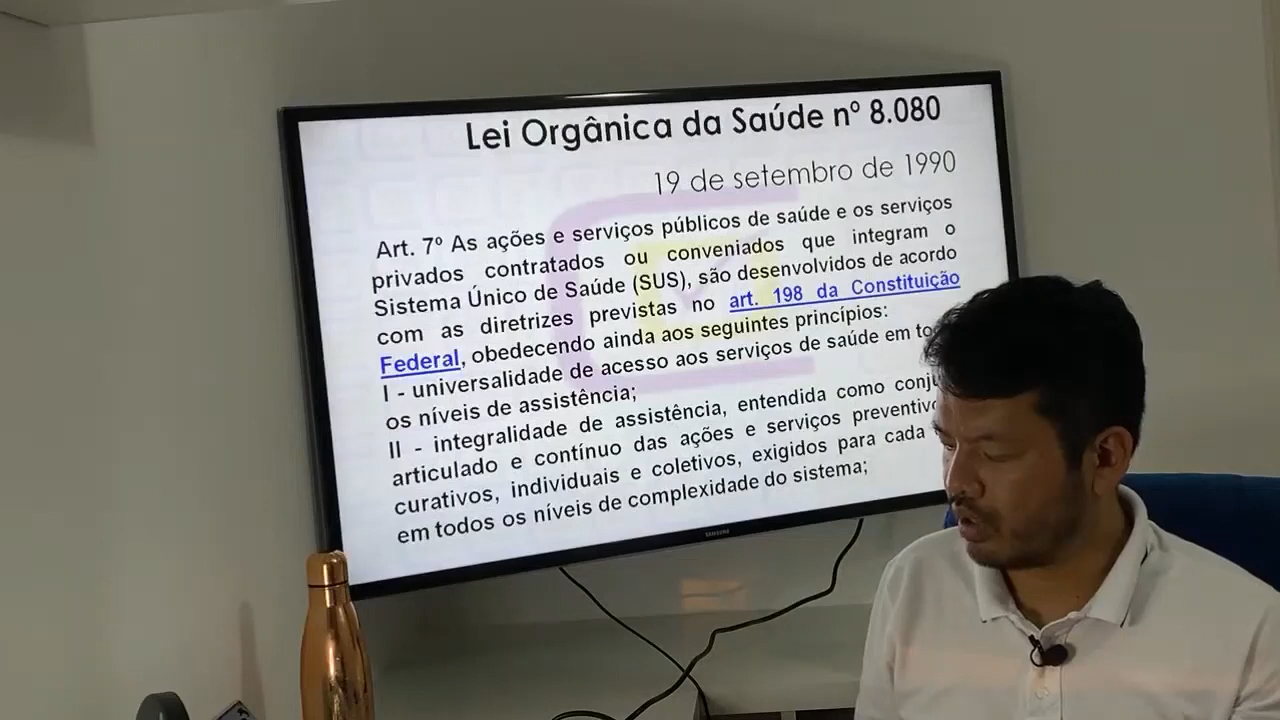 Lei Orgânica da Saúde nº 8.080
19 de setembro de 1990
Art. 7º As ações e serviços públicos de saúde e os serviços
privados contratados ou conveniados que integram o
Sistema Único de Saúde (SUS), são desenvolvidos de acordo
com as diretrizes previstas no art. 198 da Constituição
Federal, obedecendo ainda aos seguintes princípios:
I - universalidade de acesso aos serviços de saúde em
os níveis de assistência;
II - integralidade de assistência, entendida como
articulado e contínuo das ações e serviços
curativos, individuais e coletivos, exigidos para cada
em todos os níveis de complexidade do sistema;
SAMSUNG